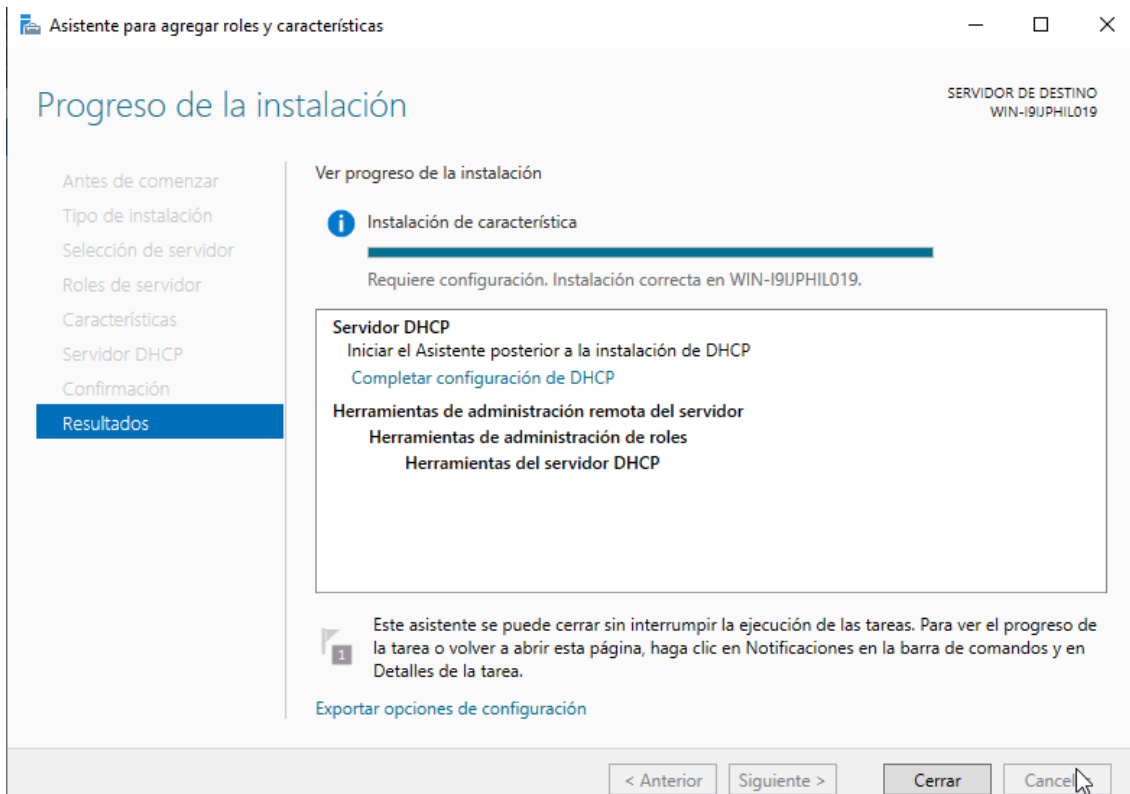 Asistente para agregar roles y características
Progreso de la instalación
SERVIDOR DE DESTINO
WIN-I9IJPHIL019
Antes de comenzar
Tipo de instalación
Selección de servidor
Roles de servidor
Características
Servidor DHCP
Confirmación
Resultados
Ver progreso de la instalación
Instalación de característica
Requiere configuración. Instalación correcta en WIN-I9IJPHIL019.
Servidor DHCP
Iniciar el Asistente posterior a la instalación de DHCP
Completar configuración de DHCP
Herramientas de administración remota del servidor
Herramientas de administración de roles
Herramientas del servidor DHCP
1
Este asistente se puede cerrar sin interrumpir la ejecución de las tareas. Para ver el progreso de
la tarea o volver a abrir esta página, haga clic en Notificaciones en la barra de comandos y en
Detalles de la tarea.
Exportar opciones de configuración
< Anterior
Siguiente >
Cerrar